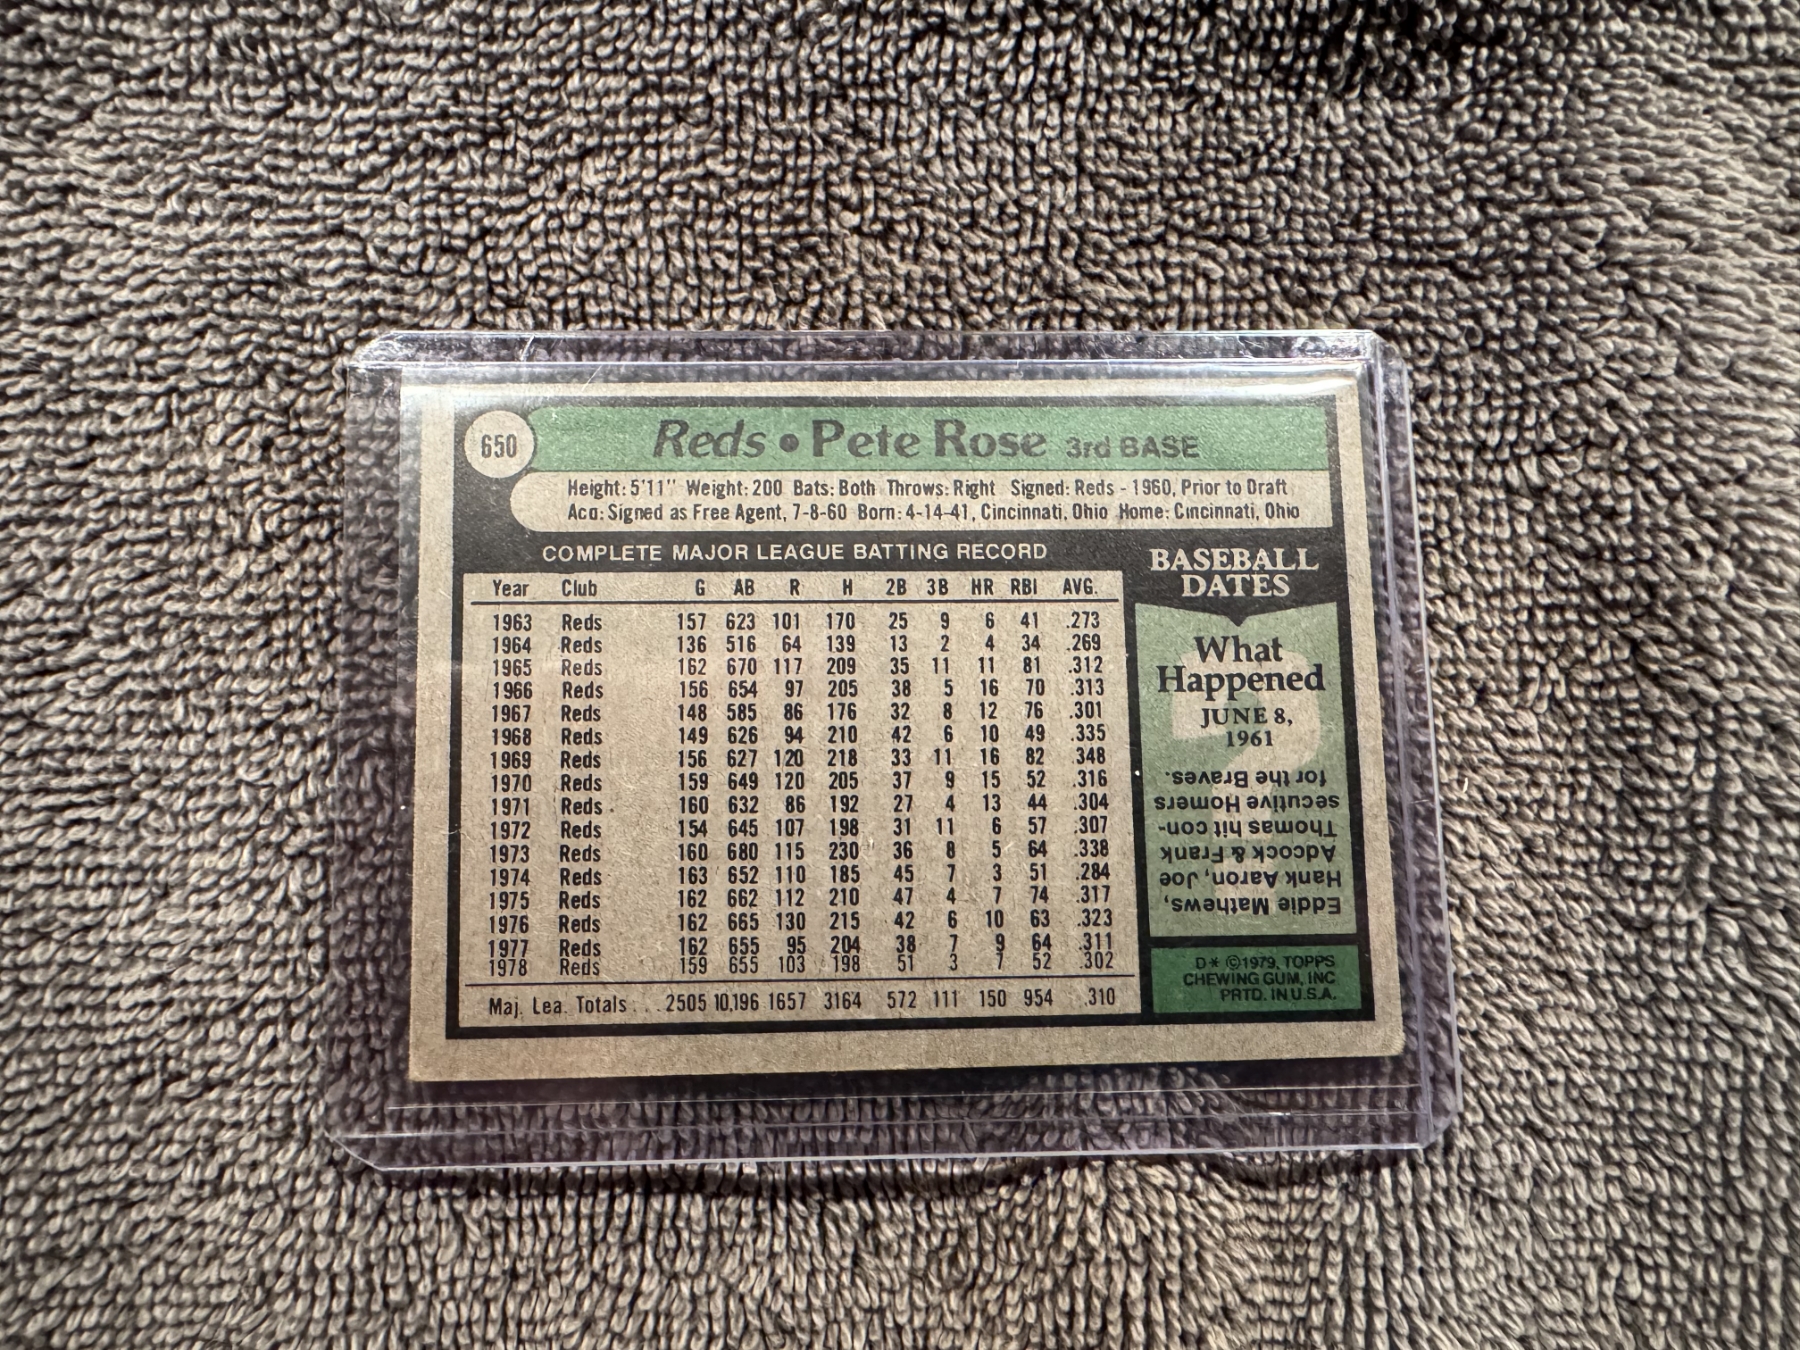 650
Reds • Pete Rose 3rd BASE
Height: 5'11" Weight: 200 Bats: Both Throws: Right Signed: Reds - 1960, Prior to Draft
Acq: Signed as Free Agent, 7-8-60 Born: 4-14-41, Cincinnati, Ohio Home: Cincinnati, Ohio
COMPLETE MAJOR LEAGUE BATTING RECORD
Year Club G AB R H 2B 3B HR RBI AVG.
1963 Reds 157 623 101 170 25 9 6 41 .273
1964 Reds 136 516 64 139 13 2 4 34 .269
1965 Reds 162 670 117 209 35 11 11 81 .312
1966 Reds 156 654 97 205 38 5 16 70 .313
1967 Reds 148 585 86 176 32 8 12 76 .301
1968 Reds 149 626 94 210 42 6 10 49 .335
1969 Reds 156 627 120 218 33 11 16 82 .348
1970 Reds 159 649 120 205 37 9 15 52 .316
1971 Reds 160 632 86 192 27 4 13 44 .304
1972 Reds 154 645 107 198 31 11 6 57 .307
1973 Reds 160 680 115 230 36 8 5 64 .338
1974 Reds 163 652 110 185 45 7 3 51 .284
1975 Reds 162 662 112 210 47 4 7 74 .317
1976 Reds 162 665 130 215 42 6 10 63 .323
1977 Reds 162 655 95 204 38 7 9 64 .311
1978 Reds 159 655 103 198 51 3 7 52 .302
Maj. Lea. Totals . . . 2505 10,196 1657 3164 572 111 150 954 .310
BASEBALL
DATES
What
Happened
JUNE 8,
1961
Eddie Mathews,
Hank Aaron, Joe
Adcock & Frank
Thomas hit con-
secutive Homers
for the Braves.
D* ©1979, TOPPS
CHEWING GUM, INC
PRTD. IN U.S.A.